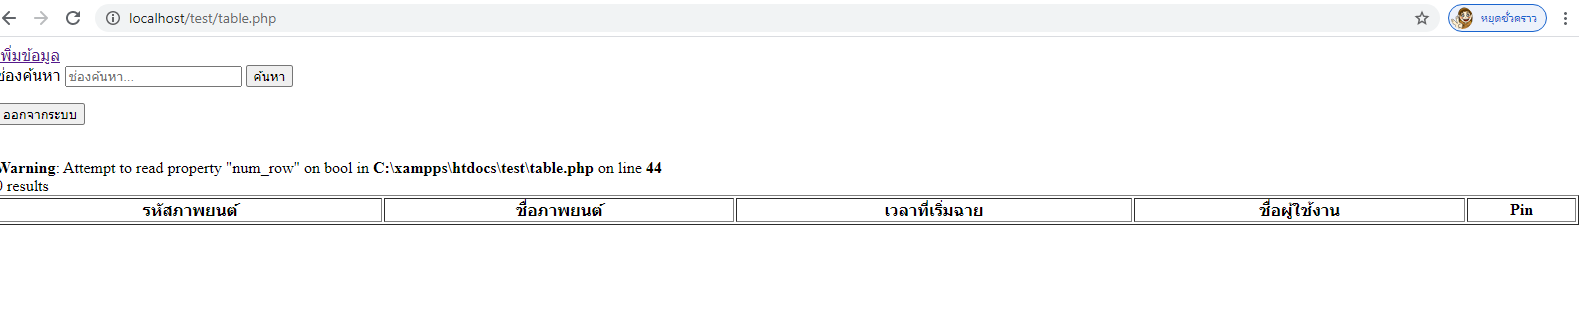 localhost/test/table.php
หยุดชั่วคราว
เพิ่มข้อมูล
ช่องค้นหา ช่องค้นหา... ค้นหา
ออกจากระบบ
Warning: Attempt to read property "num_row" on bool in C:\xampps\htdocs\test\table.php on line 44
0 results
รหัสภาพยนต์ ชื่อภาพยนต์ เวลาที่เริ่มฉาย ชื่อผู้ใช้งาน Pin